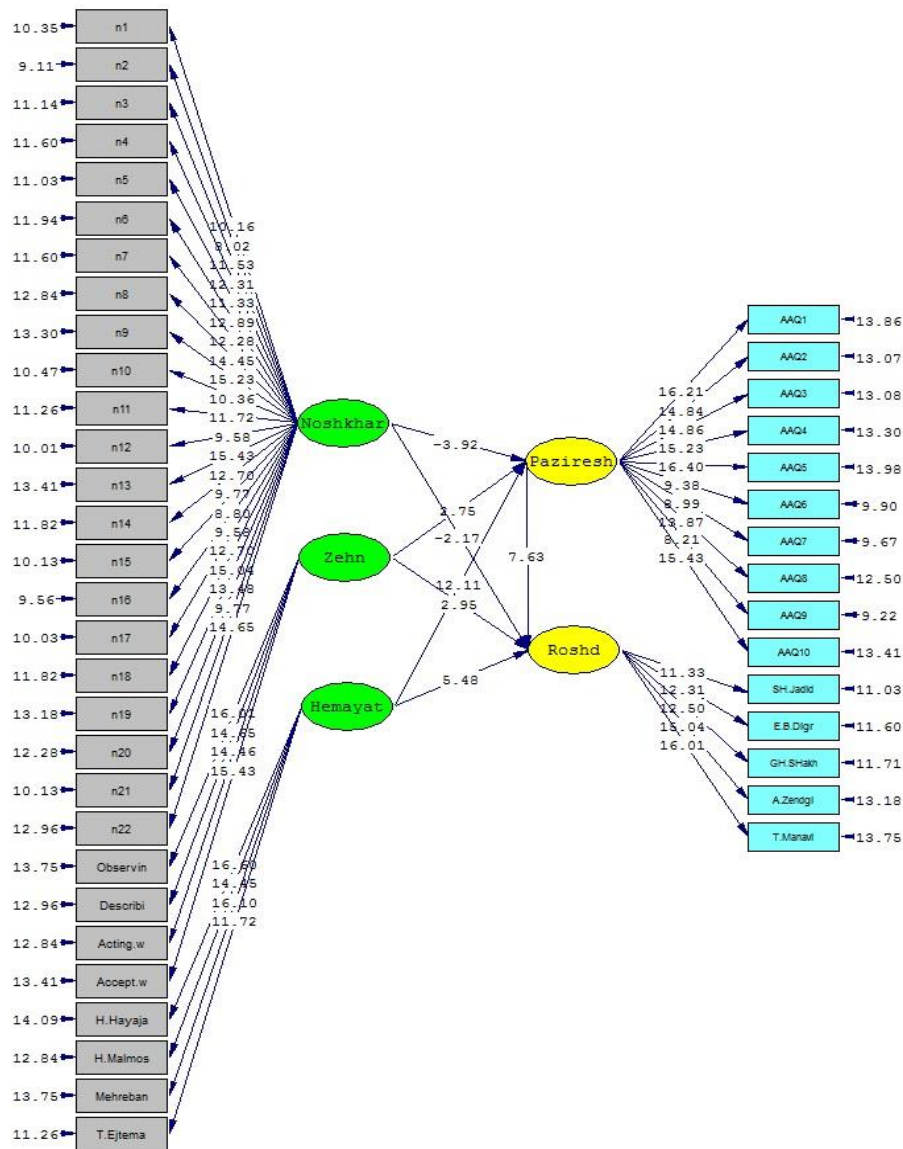 10.35 n1
9.11 n2
11.14 n3
11.60 n4
11.03 n5
11.94 n6
11.60 n7
12.84 n8
13.30 n9
10.47 n10
11.26 n11
10.01 n12
13.41 n13
11.82 n14
10.13 n15
9.56 n16
10.03 n17
11.82 n18
13.18 n19
12.28 n20
10.13 n21
12.96 n22
13.75 Observin
12.96 Describi
12.84 Acting.w
13.41 Accept.w
14.09 H.Hayaja
12.84 H.Malmos
13.75 Mehreban
11.26 T.Ejtema
10.16
8.02
11.53
12.31
11.33
12.89
12.28
14.45
15.23
10.36
11.72
9.58
15.43
12.70
9.77
8.80
9.58
12.70
15.04
13.48
9.77
14.65
16.01
14.65
14.46
15.43
16.60
14.45
16.10
11.72
Noshkhar
Zehn
Hemayat
-3.92
2.75
-2.17
7.63
12.11
2.95
5.48
Paziresh
Roshd
16.21
14.84
14.86
15.23
16.40
9.38
8.99
13.87
8.21
15.43
11.33
12.31
12.50
15.04
16.01
AAQ1 13.86
AAQ2 13.07
AAQ3 13.08
AAQ4 13.30
AAQ5 13.98
AAQ6 9.90
AAQ7 9.67
AAQ8 12.50
AAQ9 9.22
AAQ10 13.41
SH.Jadid 11.03
E.B.Digr 11.60
GH.SHakh 11.71
A.Zendgi 13.18
T.Manavi 13.75